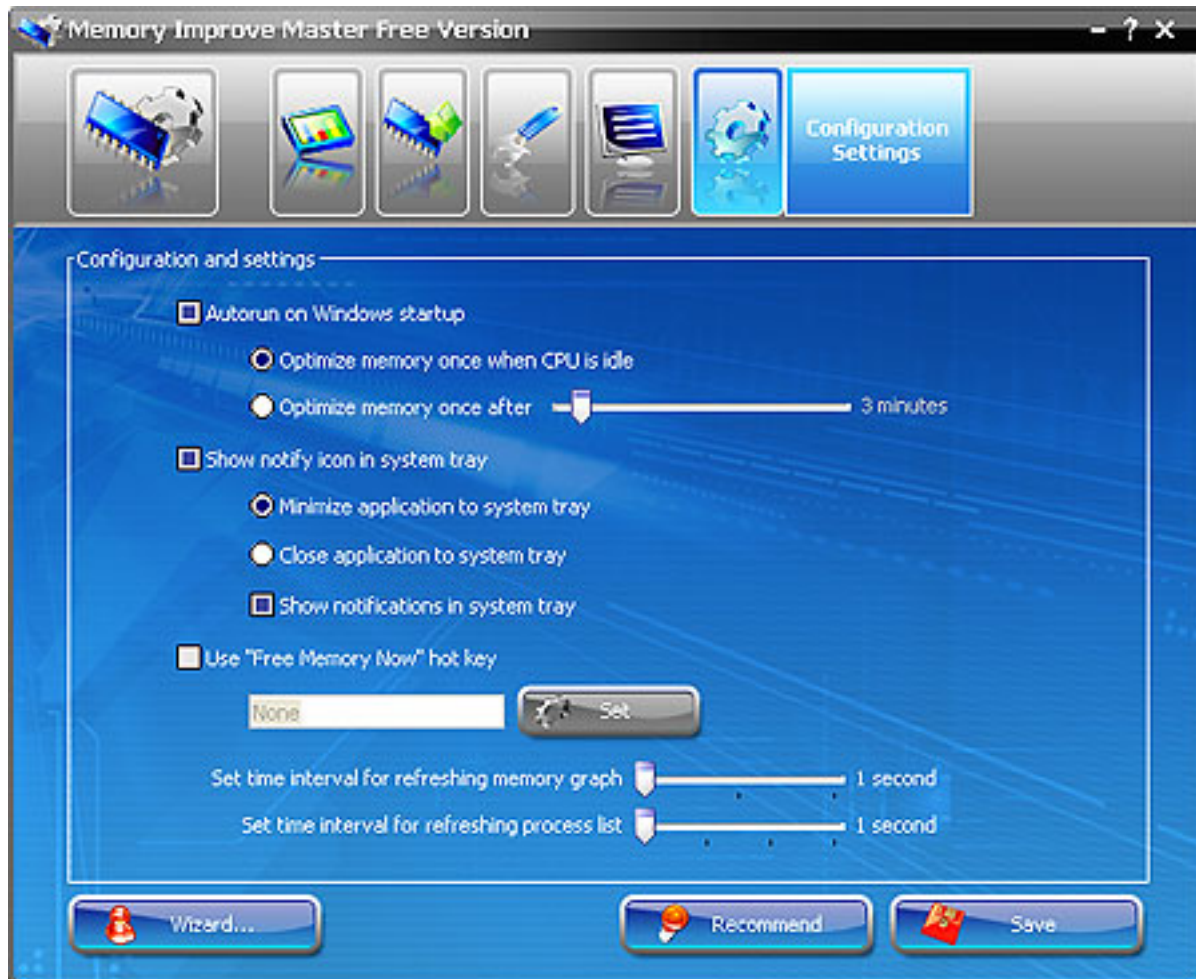 Memory Improve Master Free Version
Configuration
Settings
Configuration and settings
Autorun on Windows startup
Optimize memory once when CPU is idle
Optimize memory once after 3 minutes
Show notify icon in system tray
Minimize application to system tray
Close application to system tray
Show notifications in system tray
Use "Free Memory Now" hot key
None Set
Set time interval for refreshing memory graph 1 second
Set time interval for refreshing process list 1 second
Wizard... Recommend Save